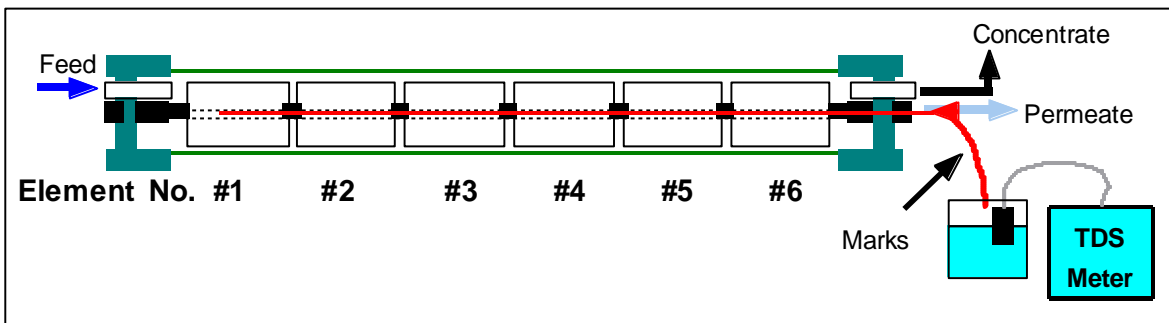 Concentrate
Feed
Permeate
Element No. #1 #2 #3 #4 #5 #6
Marks
TDS
Meter